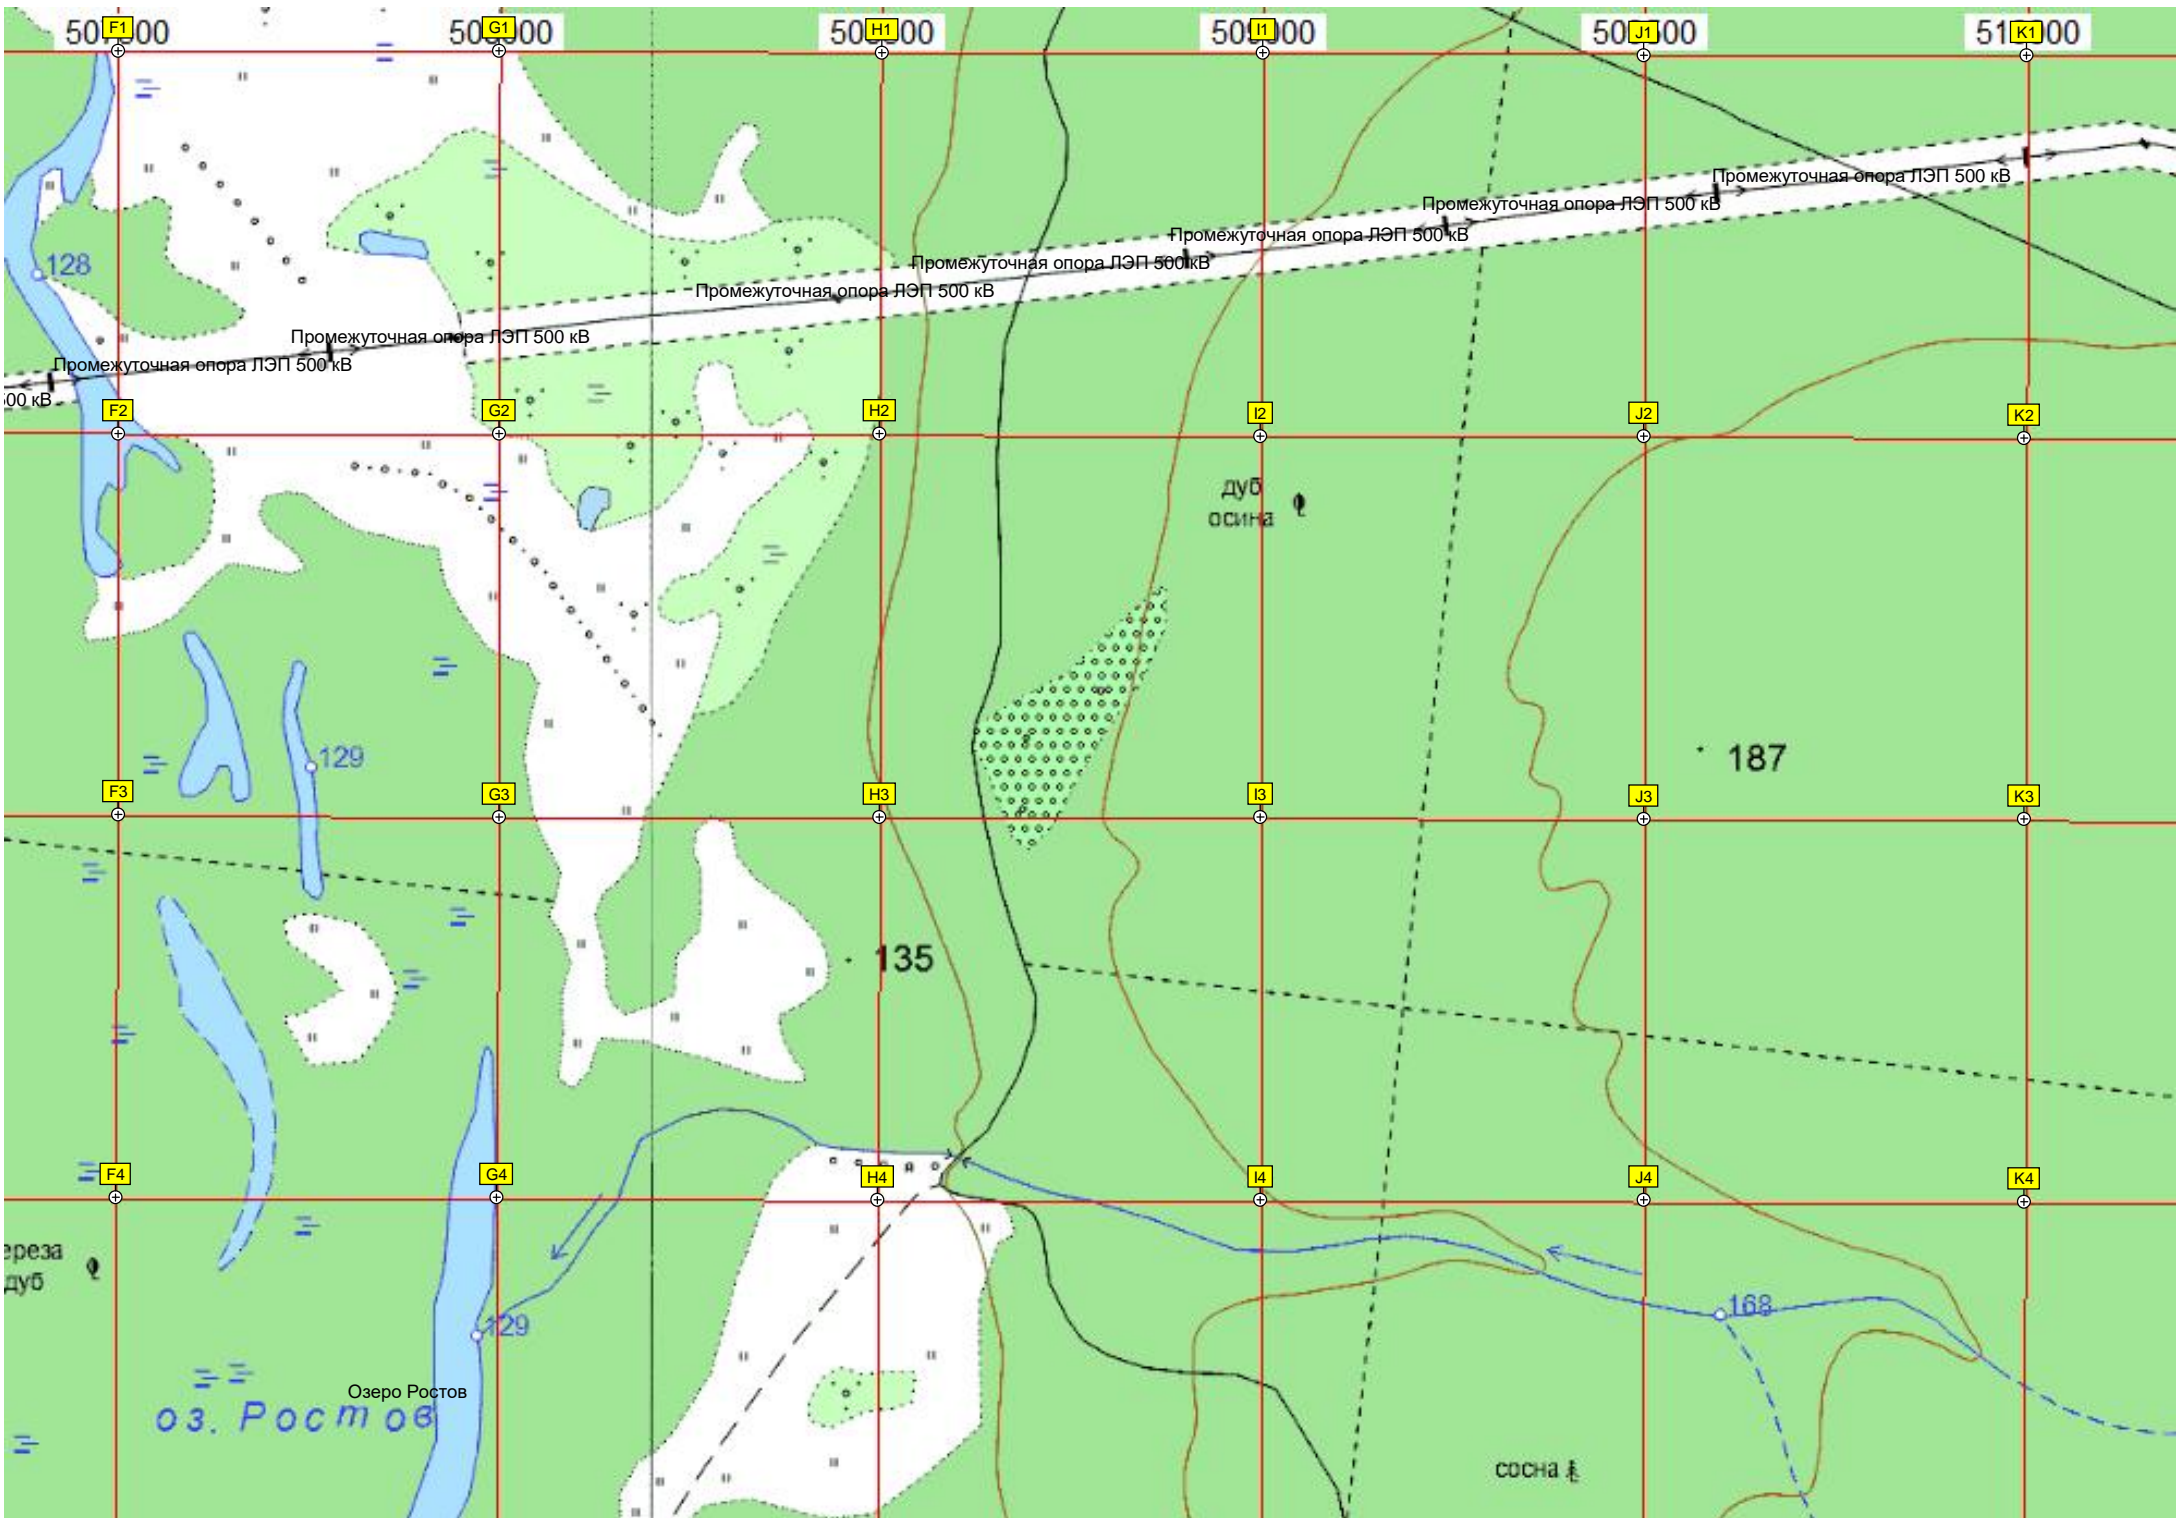 F1
G1
H1
I1
J1
K1
Промежуточная опора ЛЭП 500 кВ
Промежуточная опора ЛЭП 500 кВ
Промежуточная опора ЛЭП 500 кВ
Промежуточная опора ЛЭП 500 кВ
128
Промежуточная опора ЛЭП 500 кВ
Промежуточная опора ЛЭП 500 кВ
Промежуточная опора ЛЭП 500 кВ
500 кВ
F2
G2
H2
I2
J2
K2
дуб
осина
129
187
F3
G3
H3
I3
J3
K3
135
F4
G4
H4
I4
J4
K4
ереза
дуб
168
129
Озеро Ростов
оз. Ростов
сосна